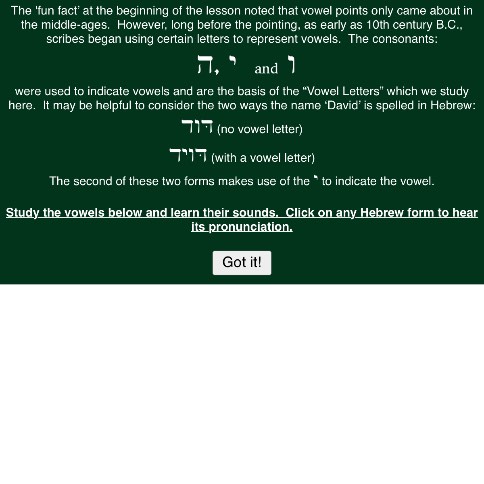 The 'fun fact' at the beginning of the lesson noted that vowel points only came about in
the middle-ages. However, long before the pointing, as early as 10th century B.C.,
scribes began using certain letters to represent vowels. The consonants:
ה, י and ו
were used to indicate vowels and are the basis of the “Vowel Letters” which we study
here. It may be helpful to consider the two ways the name ‘David’ is spelled in Hebrew:
דּוד (no vowel letter)
דּויד (with a vowel letter)
The second of these two forms makes use of the י to indicate the vowel.
Study the vowels below and learn their sounds. Click on any Hebrew form to hear
its pronunciation.
Got it!